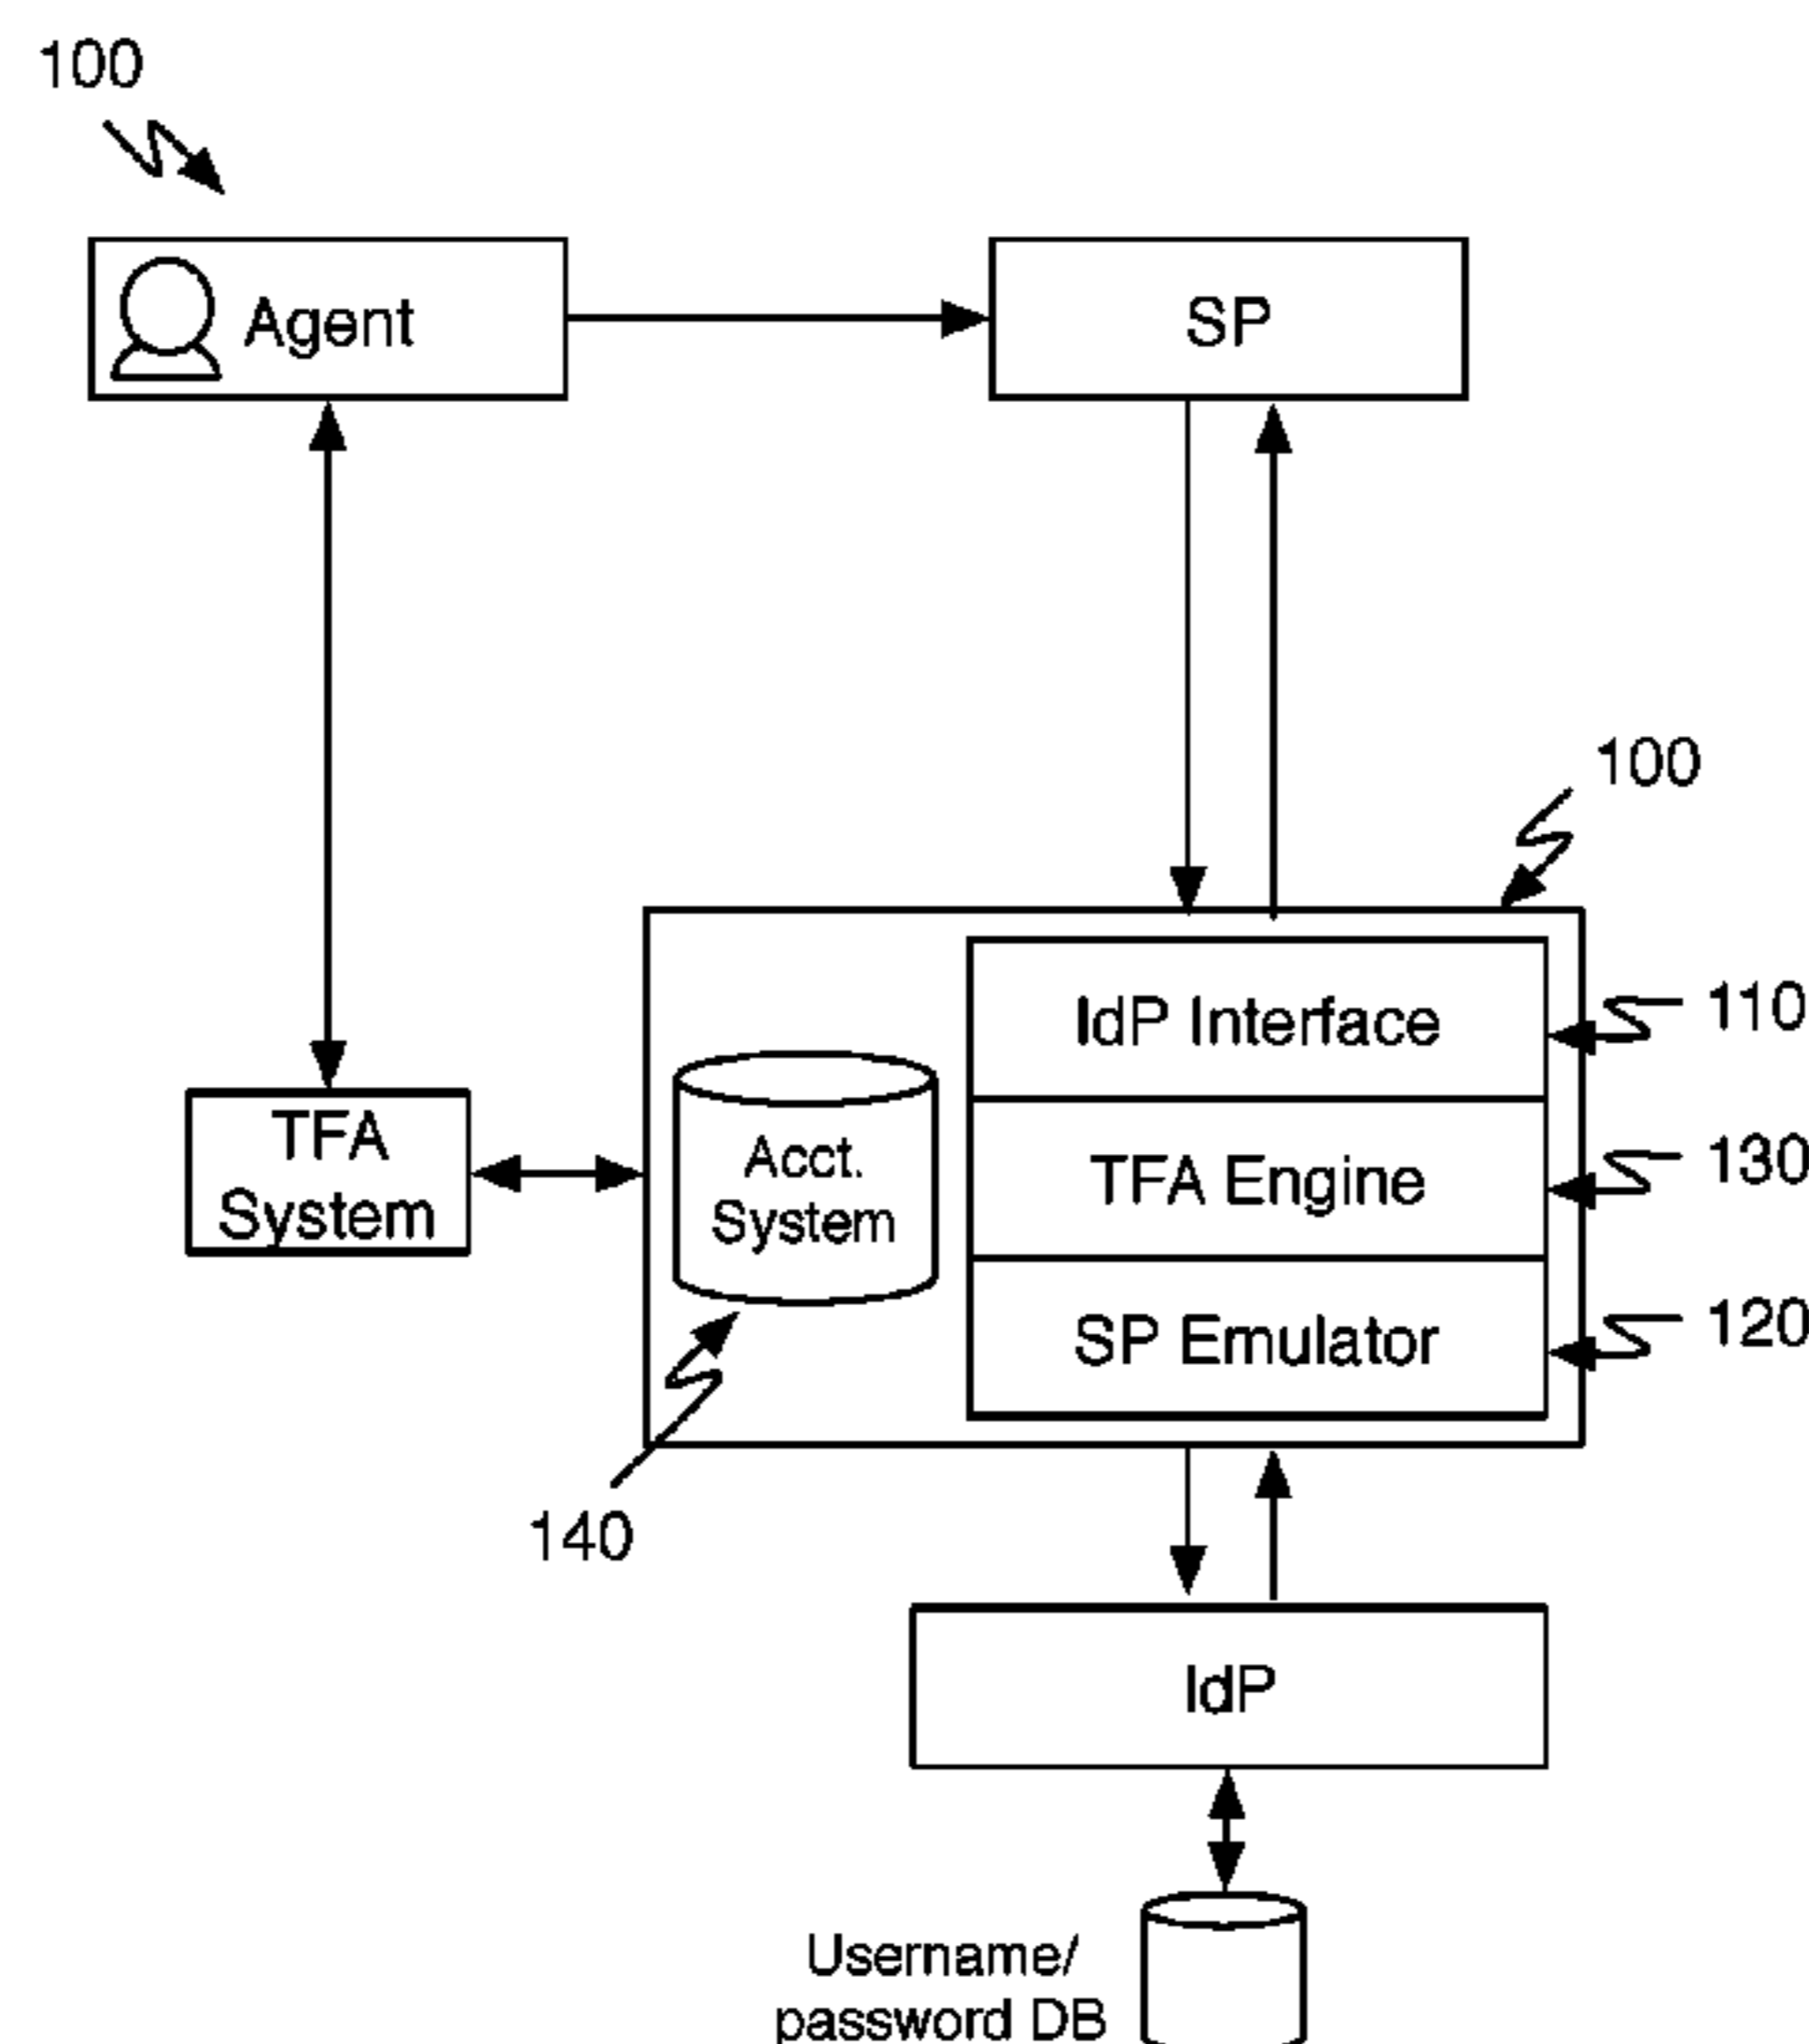 100
Agent
SP
100
IdP Interface
110
Acct.
System
TFA
System
TFA Engine
130
SP Emulator
120
140
IdP
Username/
password DB